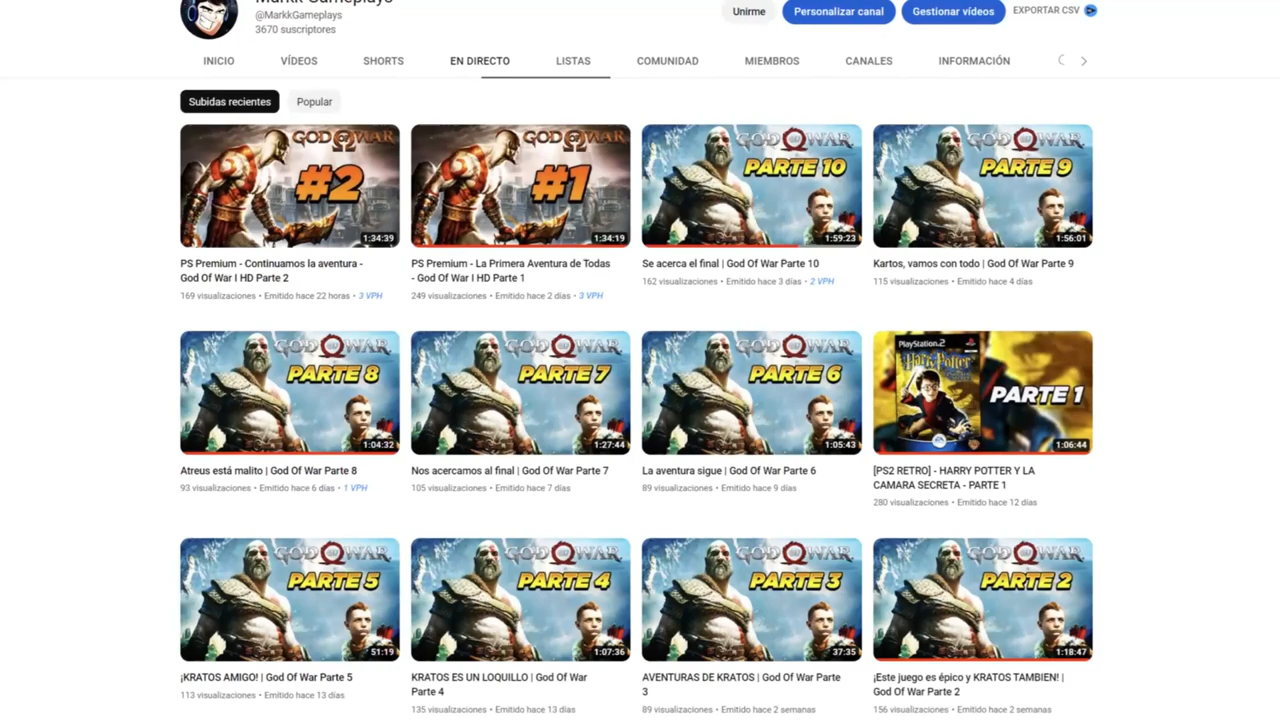 Markk Gameplays
@MarkkGameplays
3670 suscriptores
Unirme
Personalizar canal
Gestionar vídeos
EXPORTAR CSV
INICIO
VÍDEOS
SHORTS
EN DIRECTO
LISTAS
COMUNIDAD
MIEMBROS
CANALES
INFORMACIÓN
Subidas recientes
Popular
GOD OF WAR
#2
1:34:39
GOD OF WAR
#1
1:34:19
GOD OF WAR
PARTE 10
1:59:23
GOD OF WAR
PARTE 9
1:56:01
PS Premium - Continuamos la aventura -
God Of War I HD Parte 2
169 visualizaciones • Emitido hace 22 horas • 3 VPH
PS Premium - La Primera Aventura de Todas
- God Of War I HD Parte 1
249 visualizaciones • Emitido hace 2 días • 3 VPH
Se acerca el final | God Of War Parte 10
162 visualizaciones • Emitido hace 3 días • 2 VPH
Kartos, vamos con todo | God Of War Parte 9
115 visualizaciones • Emitido hace 4 días
GOD OF WAR
PARTE 8
1:04:32
GOD OF WAR
PARTE 7
1:27:44
GOD OF WAR
PARTE 6
1:05:43
PlayStation.2
Harry Potter
PARTE 1
EA
1:06:44
Atreus está malito | God Of War Parte 8
93 visualizaciones • Emitido hace 6 días • 1 VPH
Nos acercamos al final | God Of War Parte 7
105 visualizaciones • Emitido hace 7 días
La aventura sigue | God Of War Parte 6
89 visualizaciones • Emitido hace 9 días
[PS2 RETRO] - HARRY POTTER Y LA
CAMARA SECRETA - PARTE 1
280 visualizaciones • Emitido hace 12 días
GOD OF WAR
PARTE 5
51:19
GOD OF WAR
PARTE 4
1:07:36
GOD OF WAR
PARTE 3
37:35
GOD OF WAR
PARTE 2
1:18:47
¡KRATOS AMIGO! | God Of War Parte 5
113 visualizaciones • Emitido hace 13 días
KRATOS ES UN LOQUILLO | God Of War
Parte 4
135 visualizaciones • Emitido hace 13 días
AVENTURAS DE KRATOS | God Of War Parte
3
89 visualizaciones • Emitido hace 2 semanas
¡Este juego es épico y KRATOS TAMBIEN! |
God Of War Parte 2
156 visualizaciones • Emitido hace 2 semanas